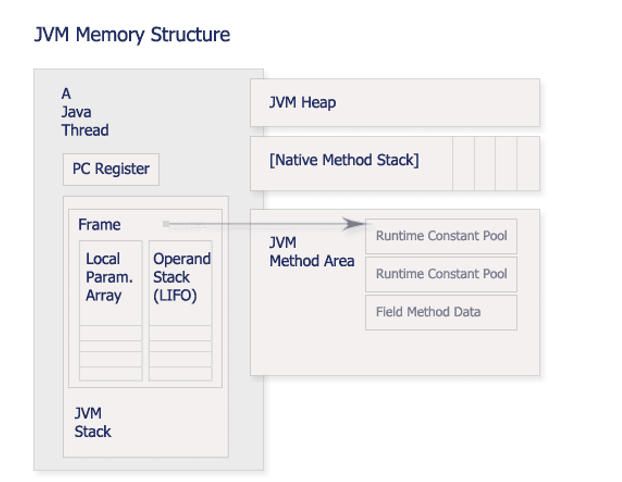 JVM Memory Structure
A
Java
Thread
PC Register
Frame
Local
Param.
Array
Operand
Stack
(LIFO)
JVM
Stack
JVM Heap
[Native Method Stack]
JVM
Method Area
Runtime Constant Pool
Runtime Constant Pool
Field Method Data